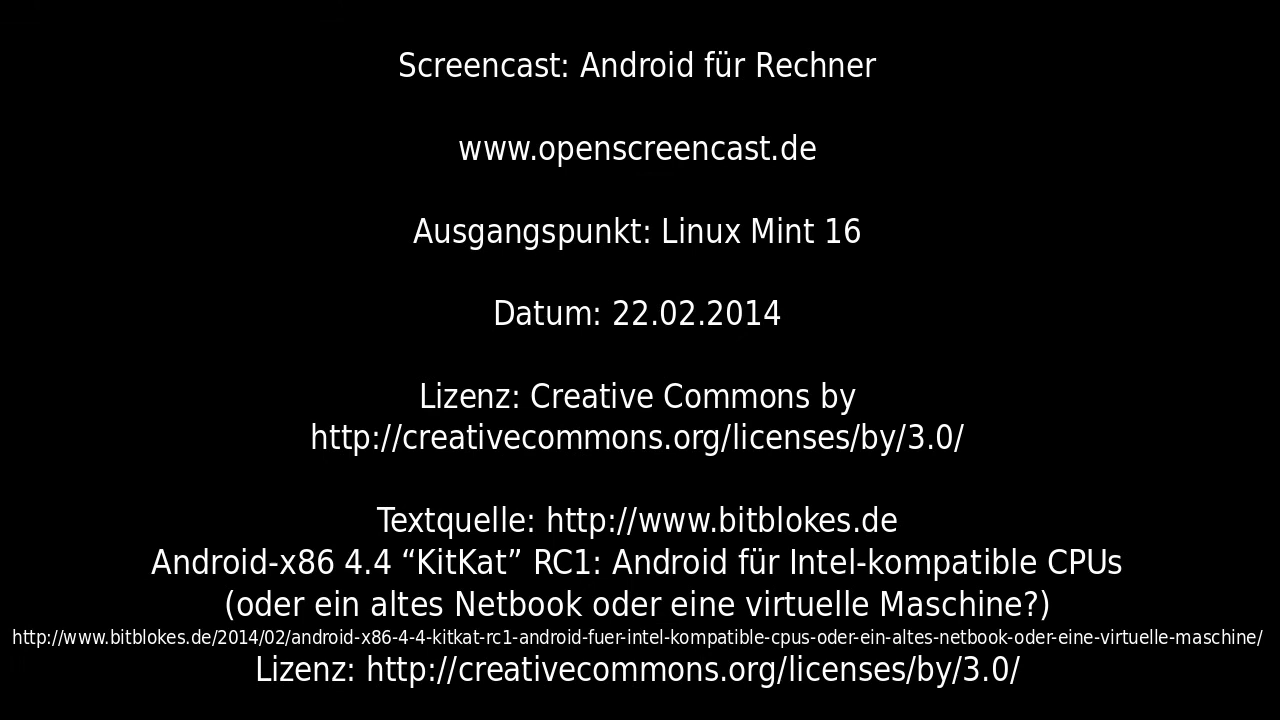 Screencast: Android für Rechner
www.openscreencast.de
Ausgangspunkt: Linux Mint 16
Datum: 22.02.2014
Lizenz: Creative Commons by
http://creativecommons.org/licenses/by/3.0/
Textquelle: http://www.bitblokes.de
Android-x86 4.4 “KitKat” RC1: Android für Intel-kompatible CPUs
(oder ein altes Netbook oder eine virtuelle Maschine?)
http://www.bitblokes.de/2014/02/android-x86-4-4-kitkat-rc1-android-fuer-intel-kompatible-cpus-oder-ein-altes-netbook-oder-eine-virtuelle-maschine/
Lizenz: http://creativecommons.org/licenses/by/3.0/